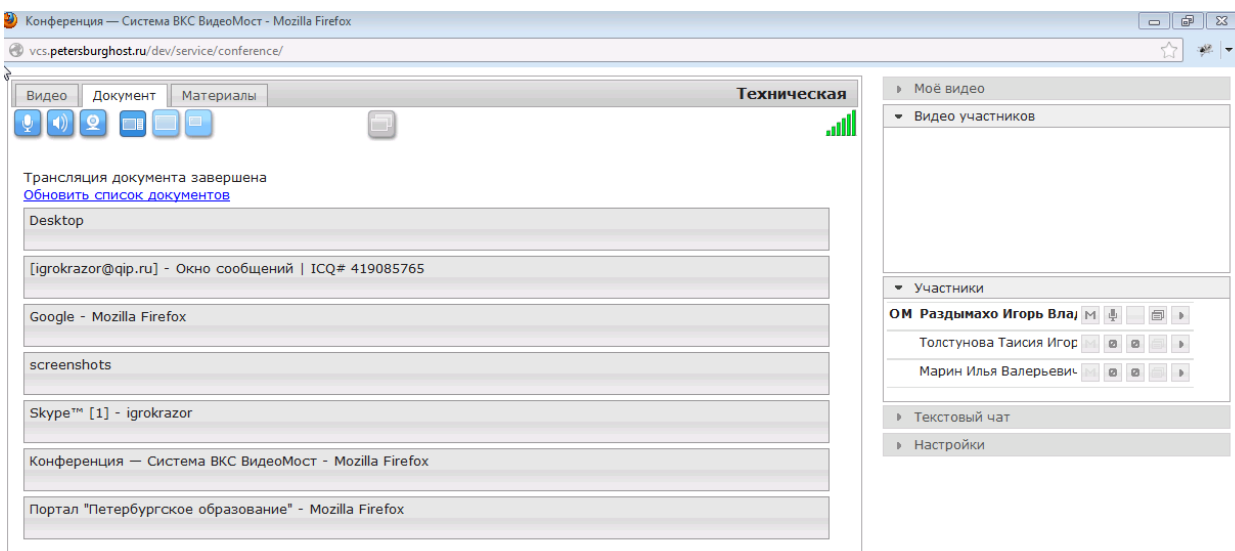 Конференция — Система ВКС ВидеоМост - Mozilla Firefox
vcs.petersburghost.ru/dev/service/conference/
Видео
Документ
Материалы
Техническая
Трансляция документа завершена
Обновить список документов
Desktop
[igrokrazor@qip.ru] - Окно сообщений | ICQ# 419085765
Google - Mozilla Firefox
screenshots
Skype™ [1] - igrokrazor
Конференция — Система ВКС ВидеоМост - Mozilla Firefox
Портал "Петербургское образование" - Mozilla Firefox
Моё видео
Видео участников
Участники
ОМ Раздымахо Игорь Влад М
Толстунова Таисия Игор М
Марин Илья Валерьевич М
Текстовый чат
Настройки